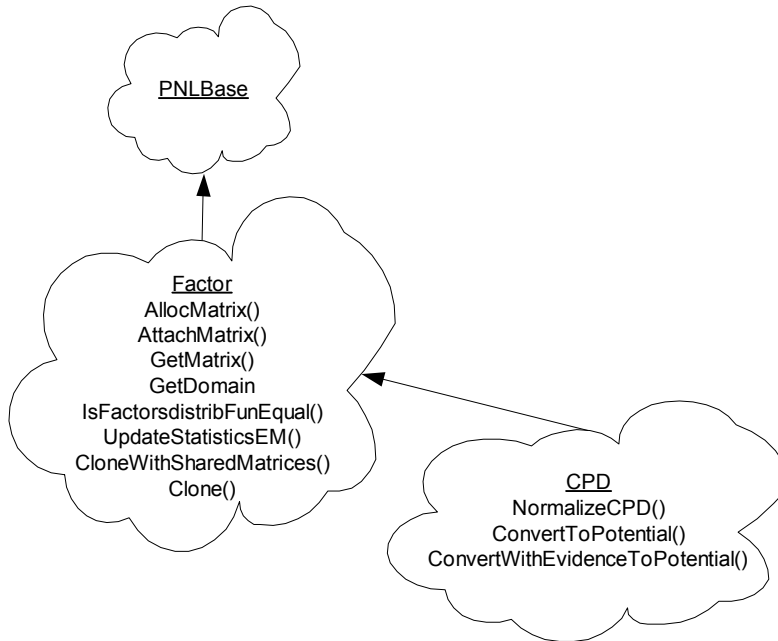 PNLBase
Factor
AllocMatrix()
AttachMatrix()
GetMatrix()
GetDomain
IsFactorsdistribFunEqual()
UpdateStatisticsEM()
CloneWithSharedMatrices()
Clone()
CPD
NormalizeCPD()
ConvertToPotential()
ConvertWithEvidenceToPotential()